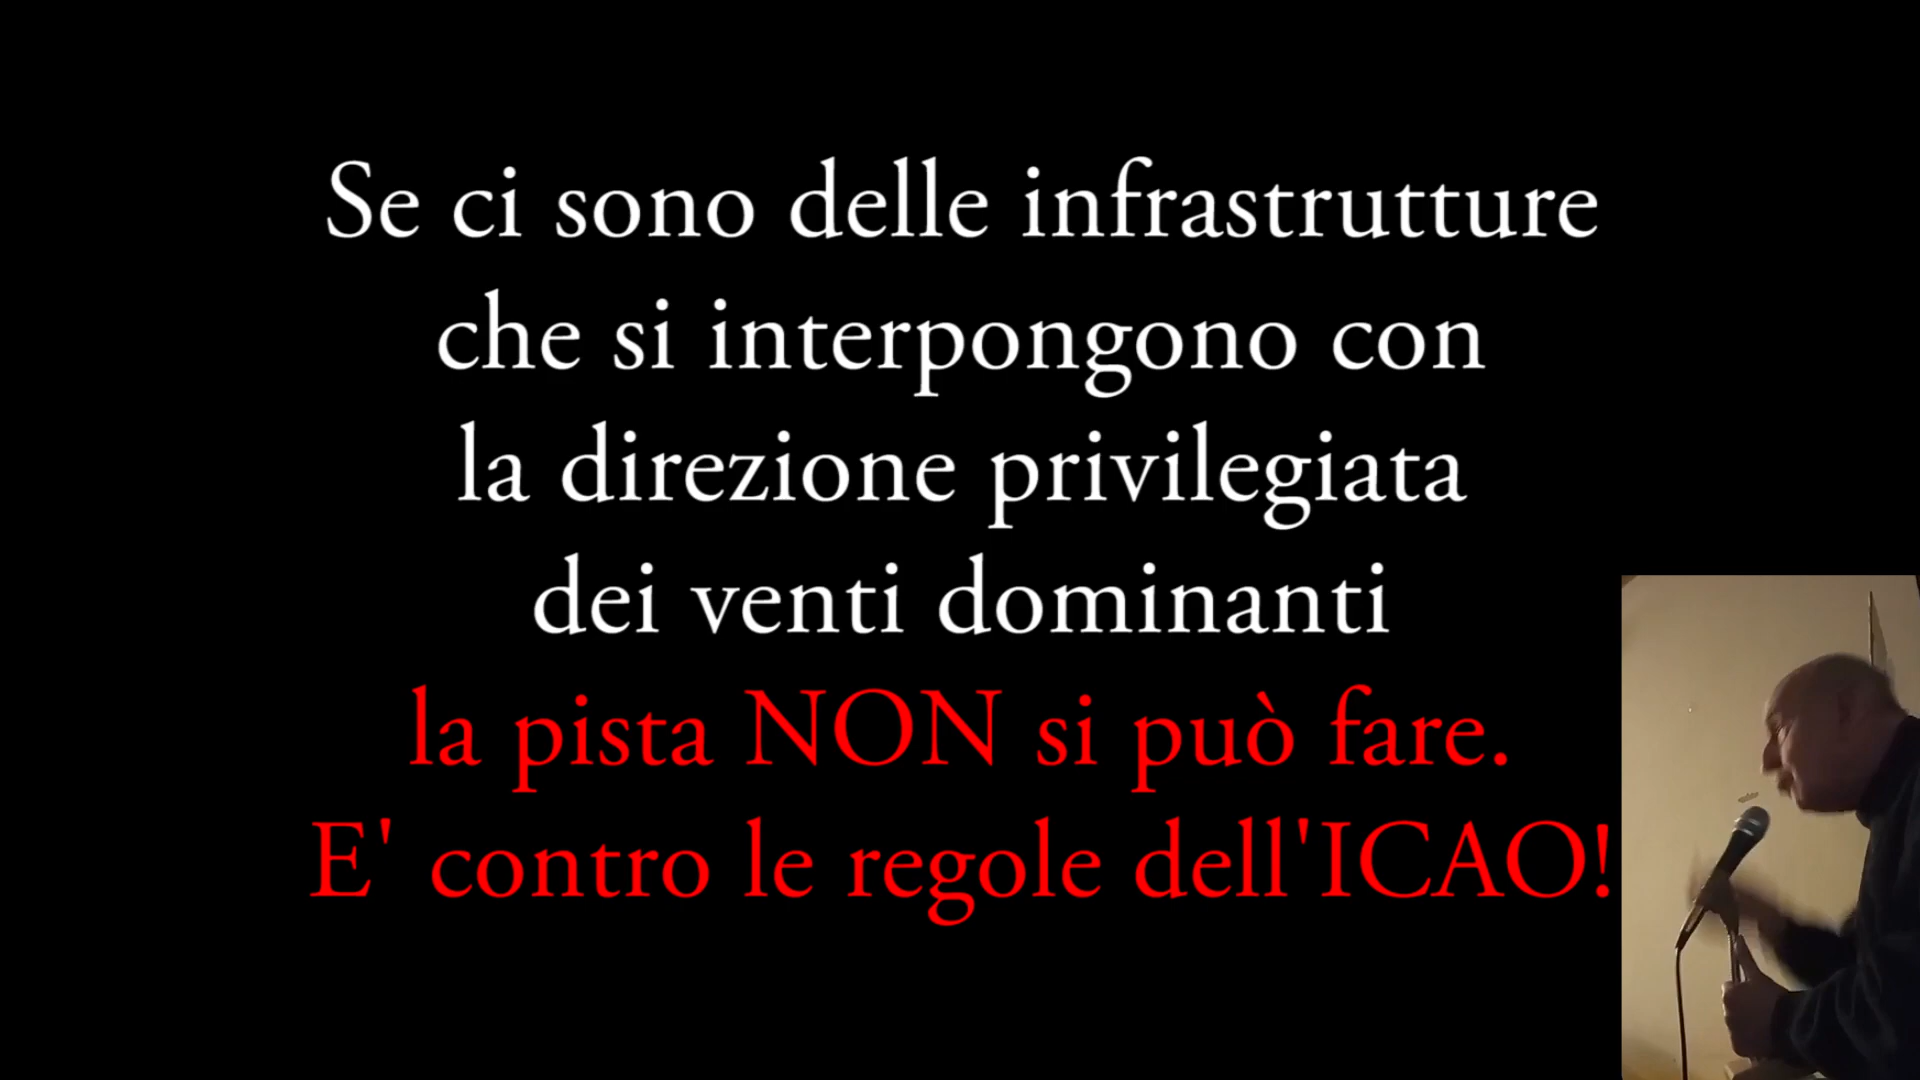 Se ci sono delle infrastrutture
che si interpongono con
la direzione privilegiata
dei venti dominanti
la pista NON si può fare.
E' contro le regole dell'ICAO!